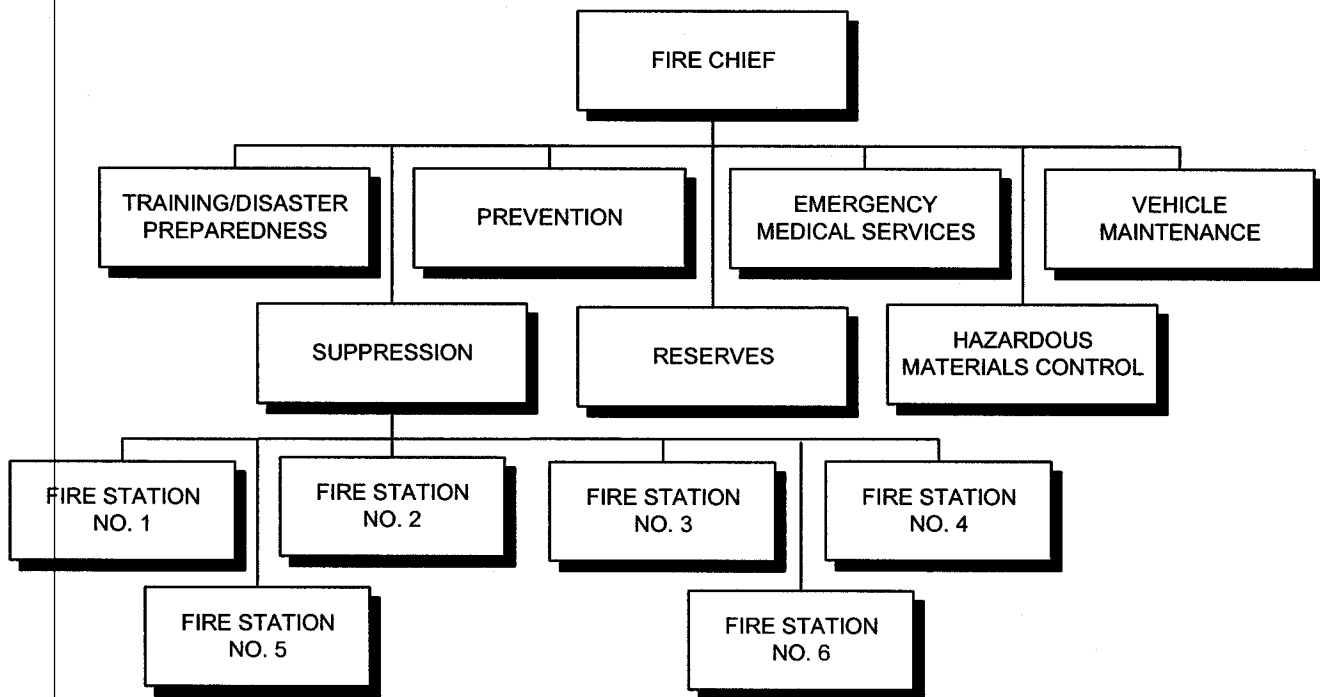 FIRE CHIEF
TRAINING/DISASTER
PREPAREDNESS
PREVENTION
EMERGENCY
MEDICAL SERVICES
VEHICLE
MAINTENANCE
SUPPRESSION
RESERVES
HAZARDOUS
MATERIALS CONTROL
FIRE STATION
NO. 1
FIRE STATION
NO. 2
FIRE STATION
NO. 3
FIRE STATION
NO. 4
FIRE STATION
NO. 5
FIRE STATION
NO. 6